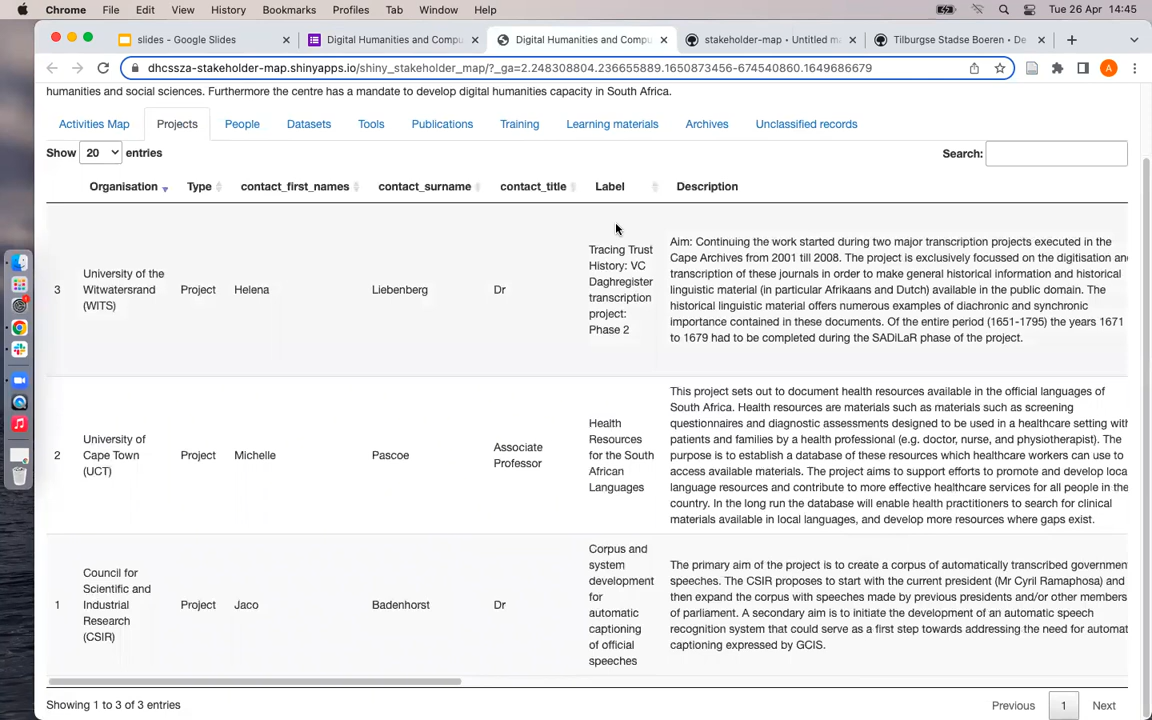 Chrome File Edit View History Bookmarks Profiles Tab Window Help Tue 26 Apr 14:45
slides - Google Slides Digital Humanities and Compu Digital Humanities and Compu stakeholder-map • Untitled m Tilburgse Stadse Boeren • De
dhcssza-stakeholder-map.shinyapps.io/shiny_stakeholder_map/?_ga=2.248308804.236655889.1650873456-674540860.1649686679 A
humanities and social sciences. Furthermore the centre has a mandate to develop digital humanities capacity in South Africa.
Activities Map Projects People Datasets Tools Publications Training Learning materials Archives Unclassified records
Show 20 entries Search:
Organisation Type contact_first_names contact_surname contact_title Label Description
3
University of the
Witwatersrand
(WITS)
Project
Helena
Liebenberg
Dr
Tracing Trust
History: VC
Daghregister
transcription
project:
Phase 2
Aim: Continuing the work started during two major transcription projects executed in the
Cape Archives from 2001 till 2008. The project is exclusively focussed on the digitisation and
transcription of these journals in order to make general historical information and historical
linguistic material (in particular Afrikaans and Dutch) available in the public domain. The
historical linguistic material offers numerous examples of diachronic and synchronic
importance contained in these documents. Of the entire period (1651-1795) the years 1671
to 1679 had to be completed during the SADiLaR phase of the project.
2
University of
Cape Town
(UCT)
Project
Michelle
Pascoe
Associate
Professor
Health
Resources
for the South
African
Languages
This project sets out to document health resources available in the official languages of
South Africa. Health resources are materials such as materials such as screening
questionnaires and diagnostic assessments designed to be used in a healthcare setting with
patients and families by a health professional (e.g. doctor, nurse, and physiotherapist). The
purpose is to establish a database of these resources which healthcare workers can use to
access available materials. The project aims to support efforts to promote and develop loca
language resources and contribute to more effective healthcare services for all people in the
country. In the long run the database will enable health practitioners to search for clinical
materials available in local languages, and develop more resources where gaps exist.
1
Council for
Scientific and
Industrial
Research
(CSIR)
Project
Jaco
Badenhorst
Dr
Corpus and
system
development
for
automatic
captioning
of official
speeches
The primary aim of the project is to create a corpus of automatically transcribed governmen
speeches. The CSIR proposes to start with the current president (Mr Cyril Ramaphosa) and
then expand the corpus with speeches made by previous presidents and/or other members
of parliament. A secondary aim is to initiate the development of an automatic speech
recognition system that could serve as a first step towards addressing the need for automat
captioning expressed by GCIS.
Showing 1 to 3 of 3 entries Previous 1 Next